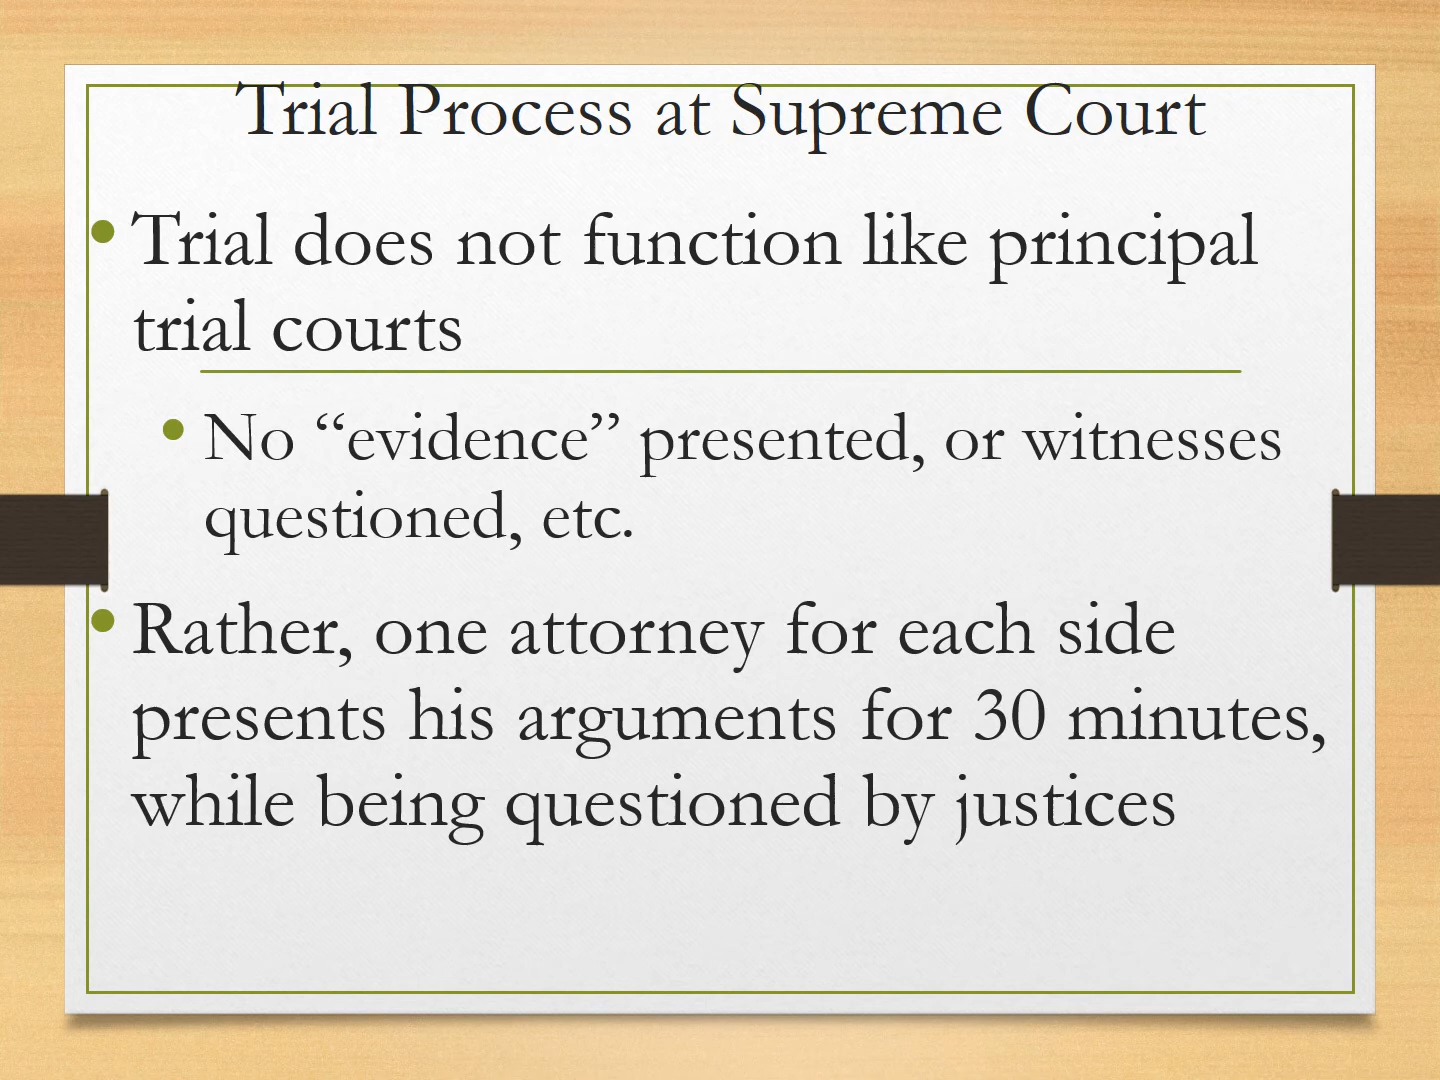 Trial Process at Supreme Court
• Trial does not function like principal
trial courts
• No “evidence” presented, or witnesses
questioned, etc.
• Rather, one attorney for each side
presents his arguments for 30 minutes,
while being questioned by justices